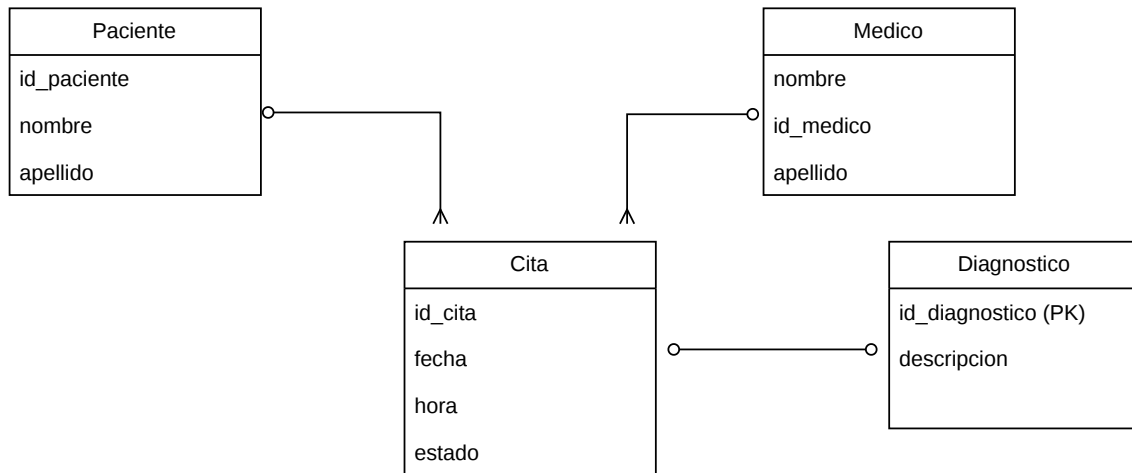 Paciente
id_paciente
nombre
apellido
Medico
nombre
id_medico
apellido
Cita
id_cita
fecha
hora
estado
Diagnostico
id_diagnostico (PK)
descripcion